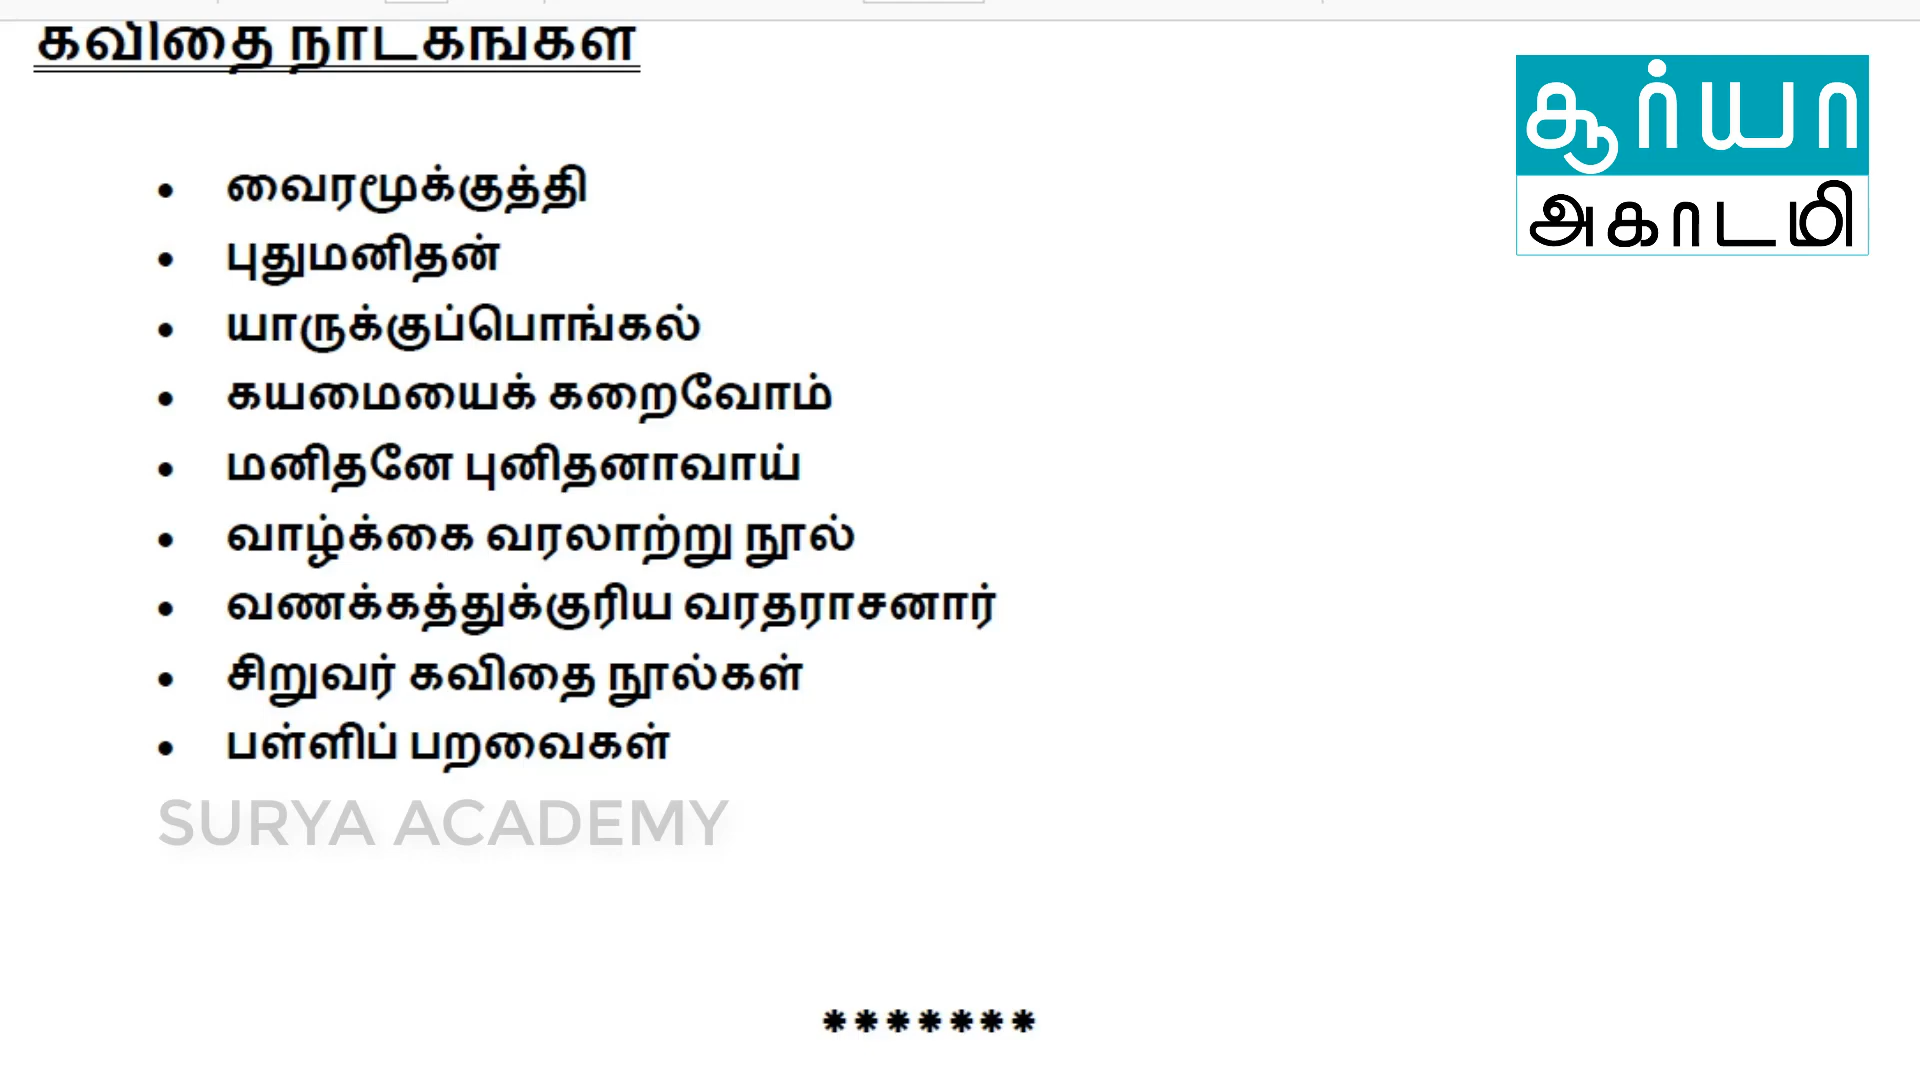 கவிதை நாடகங்கள்
சூர்யா
அகாடமி
வைரமூக்குத்தி
புதுமனிதன்
யாருக்குப்பொங்கல்
கயமையைக் கறைவோம்
மனிதனே புனிதனாவாய்
வாழ்க்கை வரலாற்று நூல்
வணக்கத்துக்குரிய வரதராசனார்
சிறுவர் கவிதை நூல்கள்
பள்ளிப் பறவைகள்
SURYA ACADEMY
*******